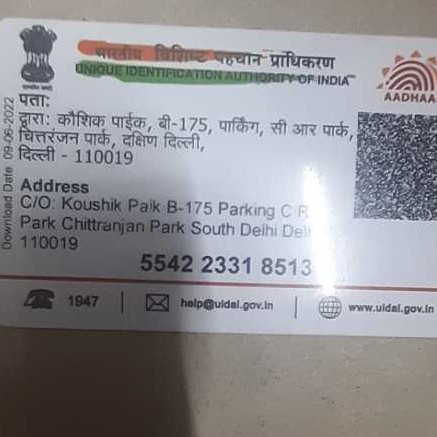 भारतीय विशिष्ट पहचान प्राधिकरण
UNIQUE IDENTIFICATION AUTHORITY OF INDIA
AADHAA
Download Date 09-06-2022
पता:
द्वारा: कौशिक पाईक, बी-175, पार्किंग, सी आर पार्क,
चित्तरंजन पार्क, दक्षिण दिल्ली,
दिल्ली - 110019
Address
C/O: Koushik Paik B-175 Parking C
Park Chittranjan Park South Delhi
110019
5542 2331 8513
1947
help@uidai.gov.in
www.uidai.gov.in